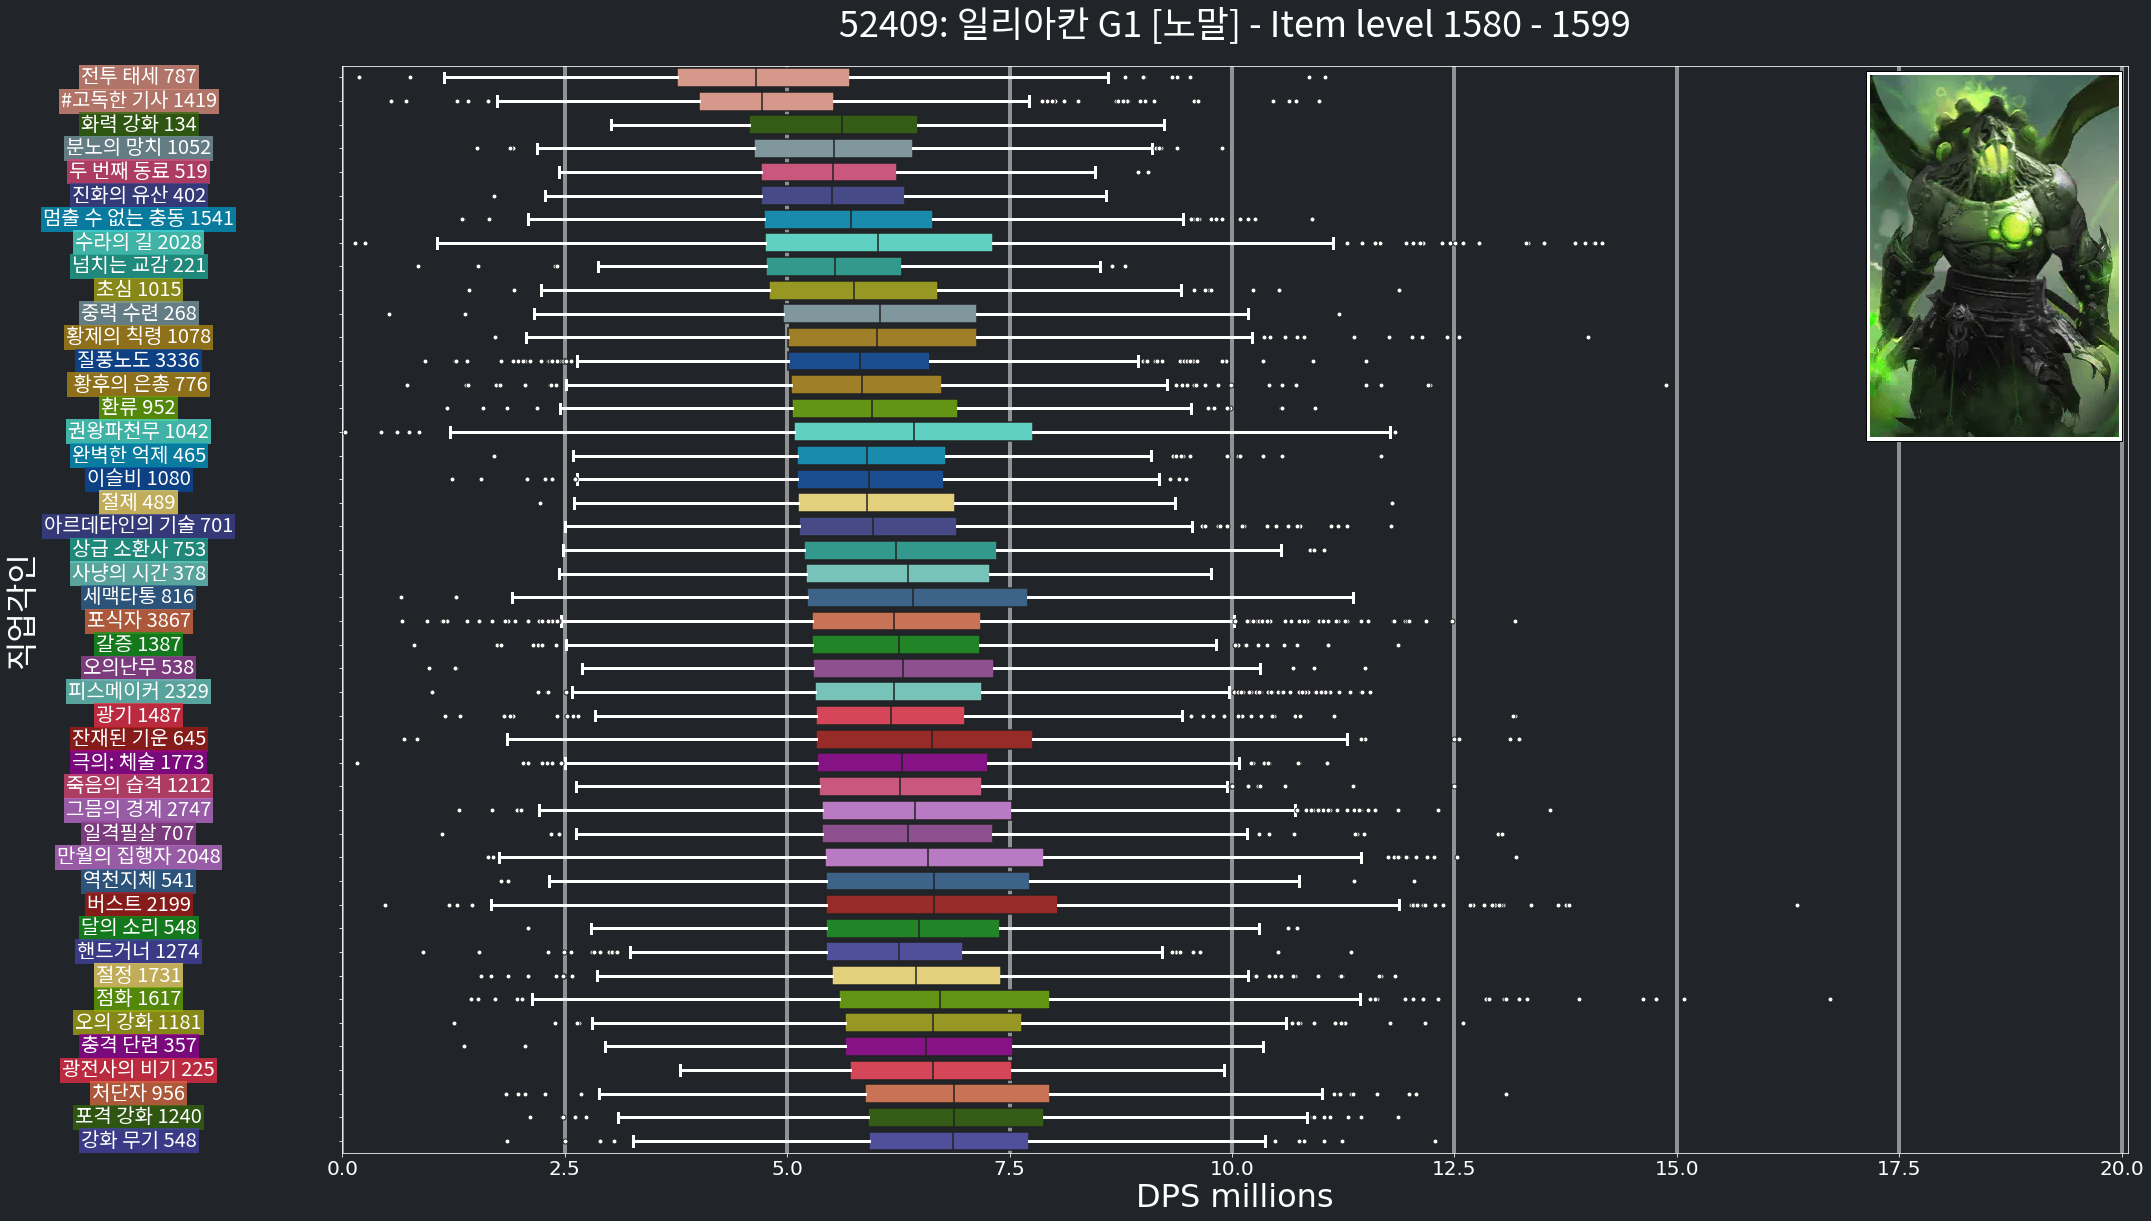 52409: 일리아칸 G1 [노말] - Item level 1580 - 1599
직업각인
전투 태세 787
#고독한 기사 1419
화력 강화 134
분노의 망치 1052
두 번째 동료 519
진화의 유산 402
멈출 수 없는 충동 1541
수라의 길 2028
넘치는 교감 221
초심 1015
중력 수련 268
황제의 칙령 1078
질풍노도 3336
황후의 은총 776
환류 952
권왕파천무 1042
완벽한 억제 465
이슬비 1080
절제 489
아르데타인의 기술 701
상급 소환사 753
사냥의 시간 378
세맥타통 816
포식자 3867
갈증 1387
오의난무 538
피스메이커 2329
광기 1487
잔재된 기운 645
극의: 체술 1773
죽음의 습격 1212
그믐의 경계 2747
일격필살 707
만월의 집행자 2048
역천지체 541
버스트 2199
달의 소리 548
핸드거너 1274
절정 1731
점화 1617
오의 강화 1181
충격 단련 357
광전사의 비기 225
처단자 956
포격 강화 1240
강화 무기 548
0.0 2.5 5.0 7.5 10.0 12.5 15.0 17.5 20.0
DPS millions